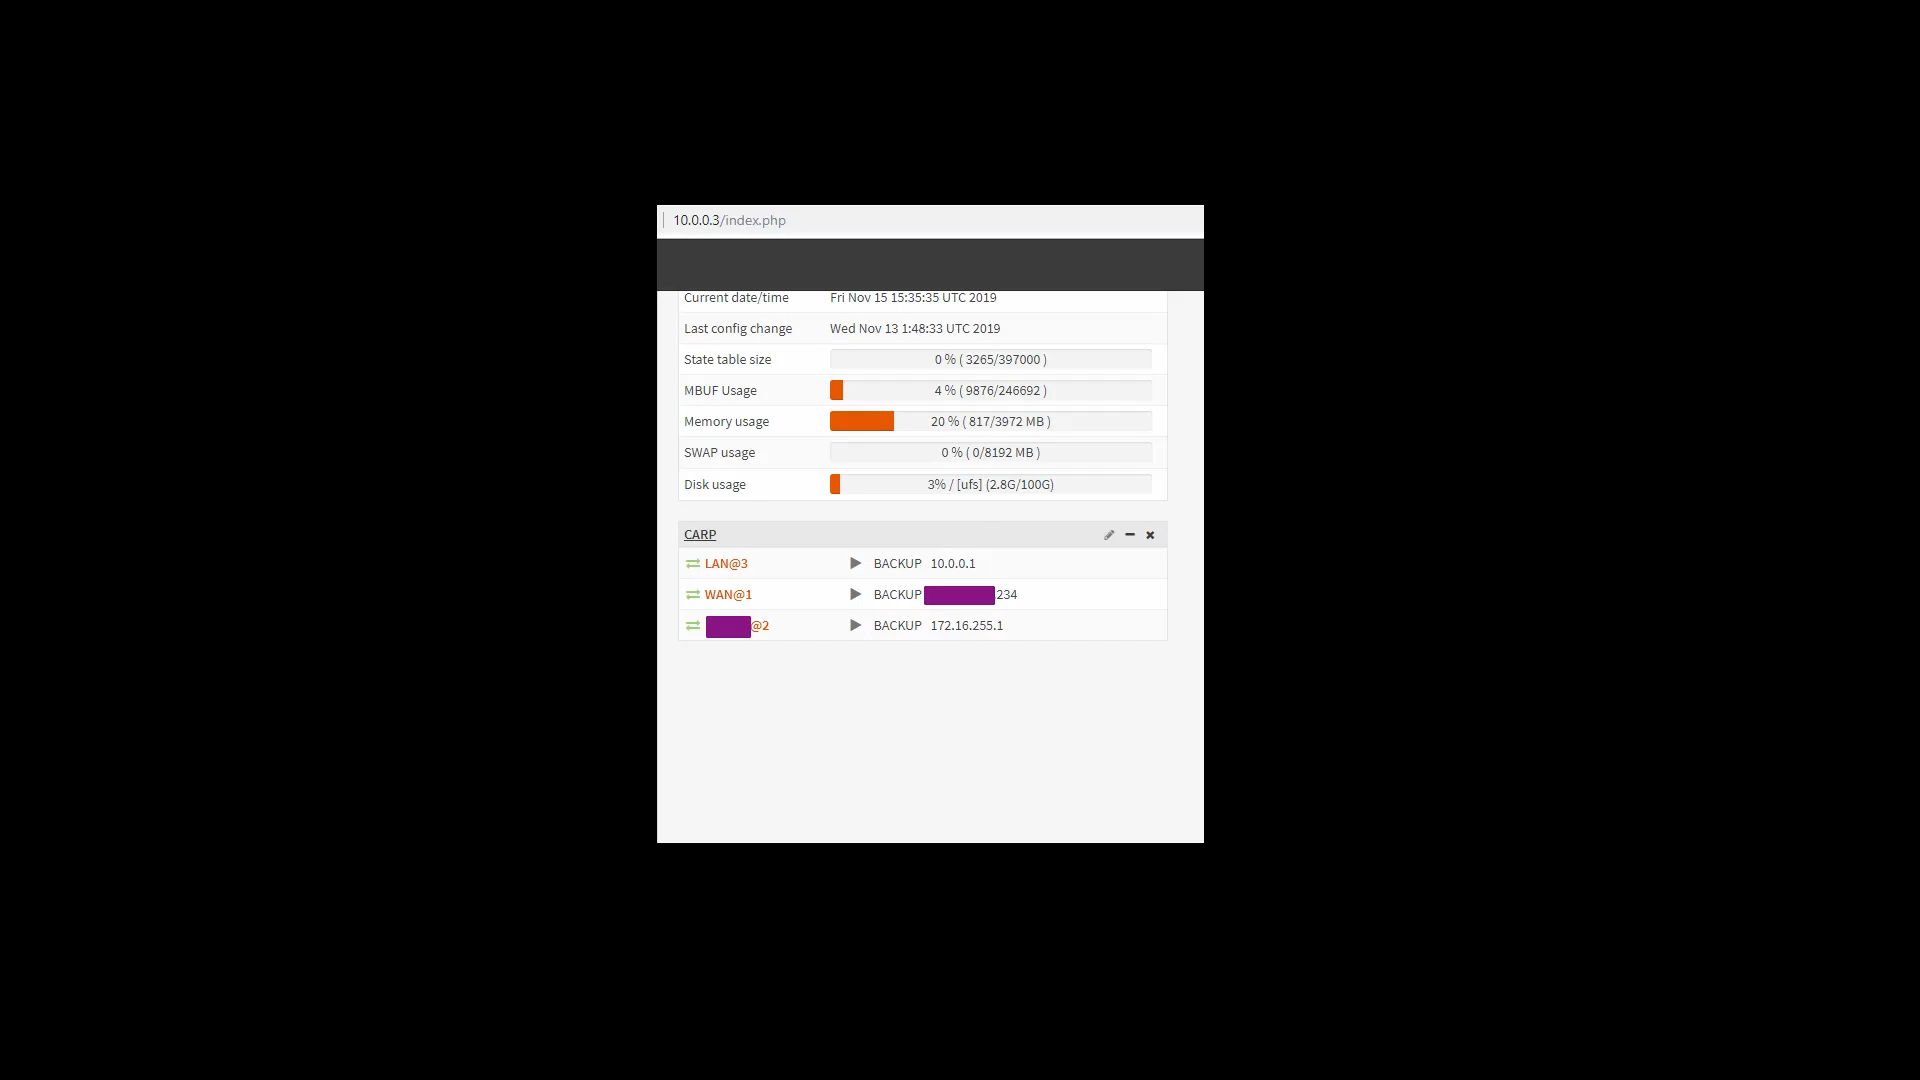 10.0.0.3/index.php
Current date/time Fri Nov 15 15:35:35 UTC 2019
Last config change Wed Nov 13 1:48:33 UTC 2019
State table size 0 % ( 3265/397000 )
MBUF Usage 4 % ( 9876/246692 )
Memory usage 20 % ( 817/3972 MB )
SWAP usage 0 % ( 0/8192 MB )
Disk usage 3% / [ufs] (2.8G/100G)
CARP
LAN@3 BACKUP 10.0.0.1
WAN@1 BACKUP 234
@2 BACKUP 172.16.255.1